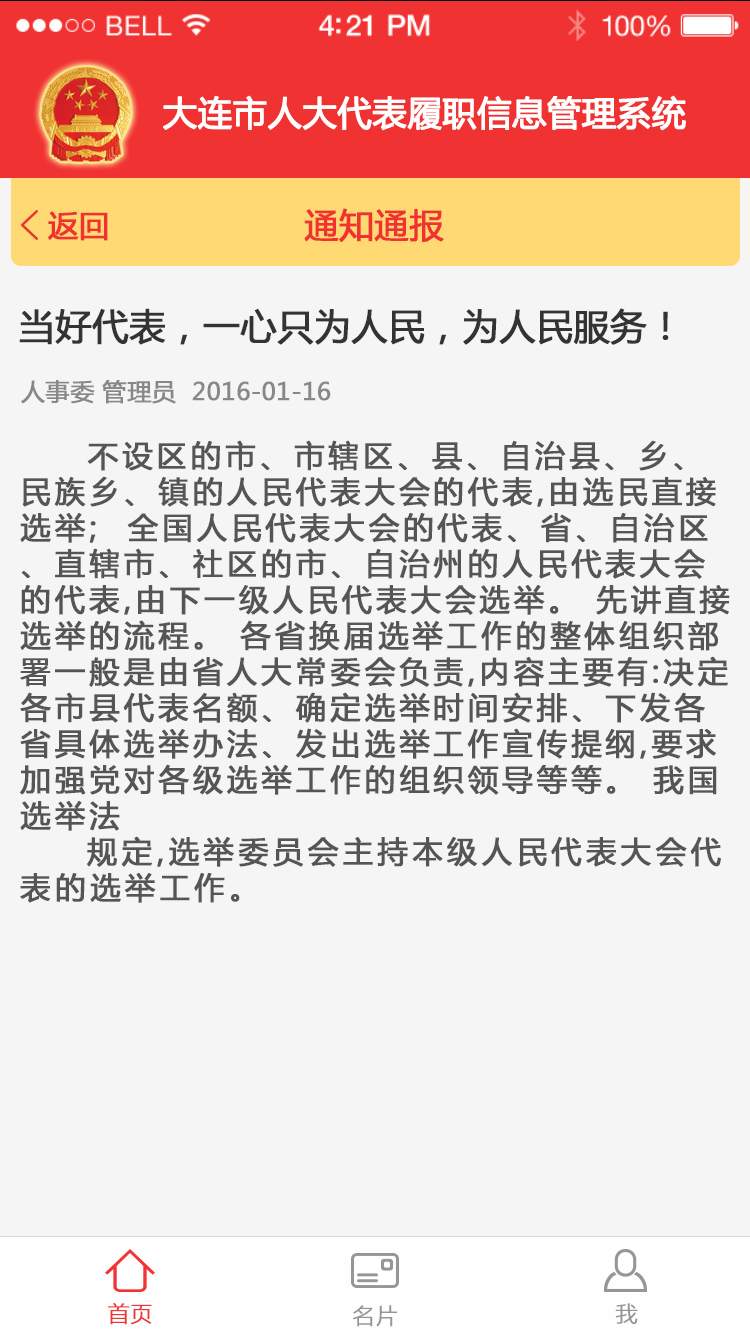 BELL 4:21 PM 100%
大连市人大代表履职信息管理系统
返回 通知通报
当好代表，一心只为人民，为人民服务！
人事委 管理员 2016-01-16
不设区的市、市辖区、县、自治县、乡、
民族乡、镇的人民代表大会的代表,由选民直接
选举; 全国人民代表大会的代表、省、自治区
、直辖市、社区的市、自治州的人民代表大会
的代表,由下一级人民代表大会选举。 先讲直接
选举的流程。 各省换届选举工作的整体组织部
署一般是由省人大常委会负责,内容主要有:决定
各市县代表名额、确定选举时间安排、下发各
省具体选举办法、发出选举工作宣传提纲,要求
加强党对各级选举工作的组织领导等等。 我国
选举法
规定,选举委员会主持本级人民代表大会代
表的选举工作。
首页 名片 我